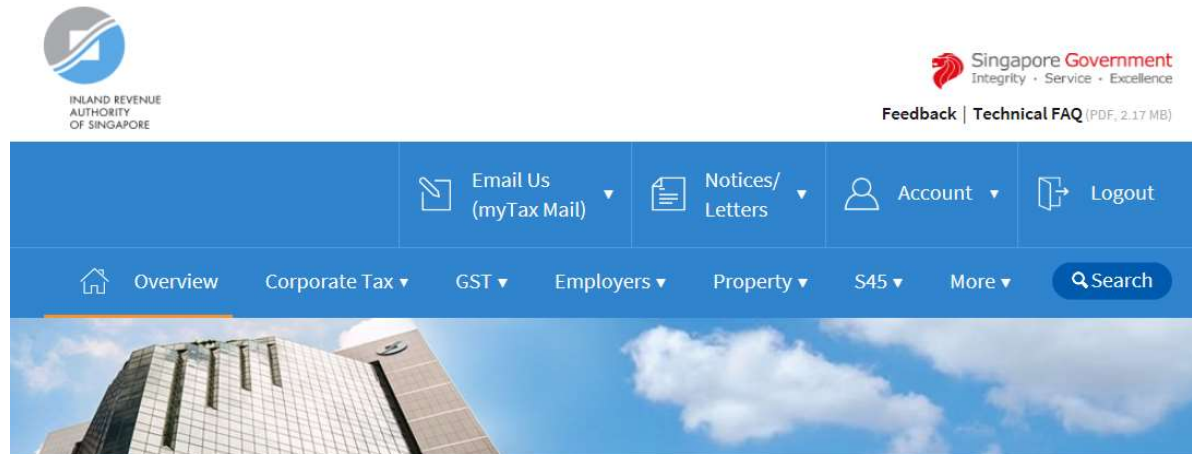 INLAND REVENUE
AUTHORITY
OF SINGAPORE
Singapore Government
Integrity · Service · Excellence
Feedback | Technical FAQ (PDF, 2.17 MB)
Email Us
(myTax Mail) ▼
Notices/
Letters ▼
Account ▼
Logout
Overview Corporate Tax ▼ GST ▼ Employers ▼ Property ▼ S45 ▼ More ▼ Search